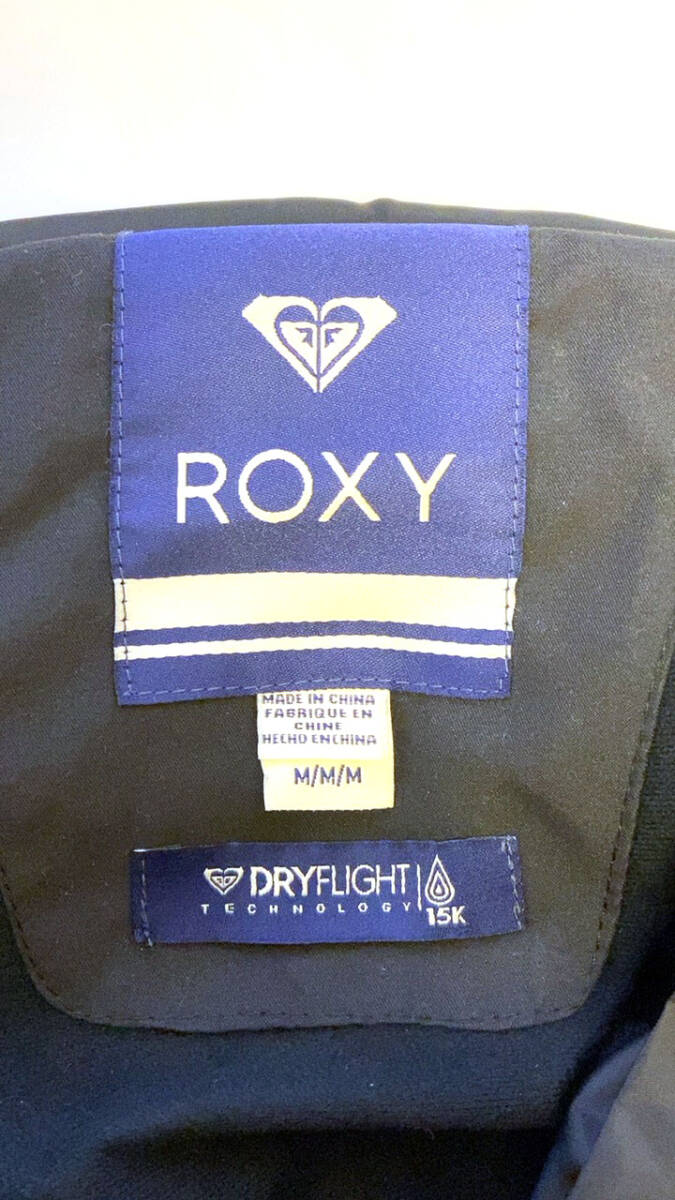 ROXY
MADE IN CHINA
FABRIQUE EN
CHINE
HECHO EN CHINA
M/M/M
DRYFLIGHT
TECHNOLOGY
15K